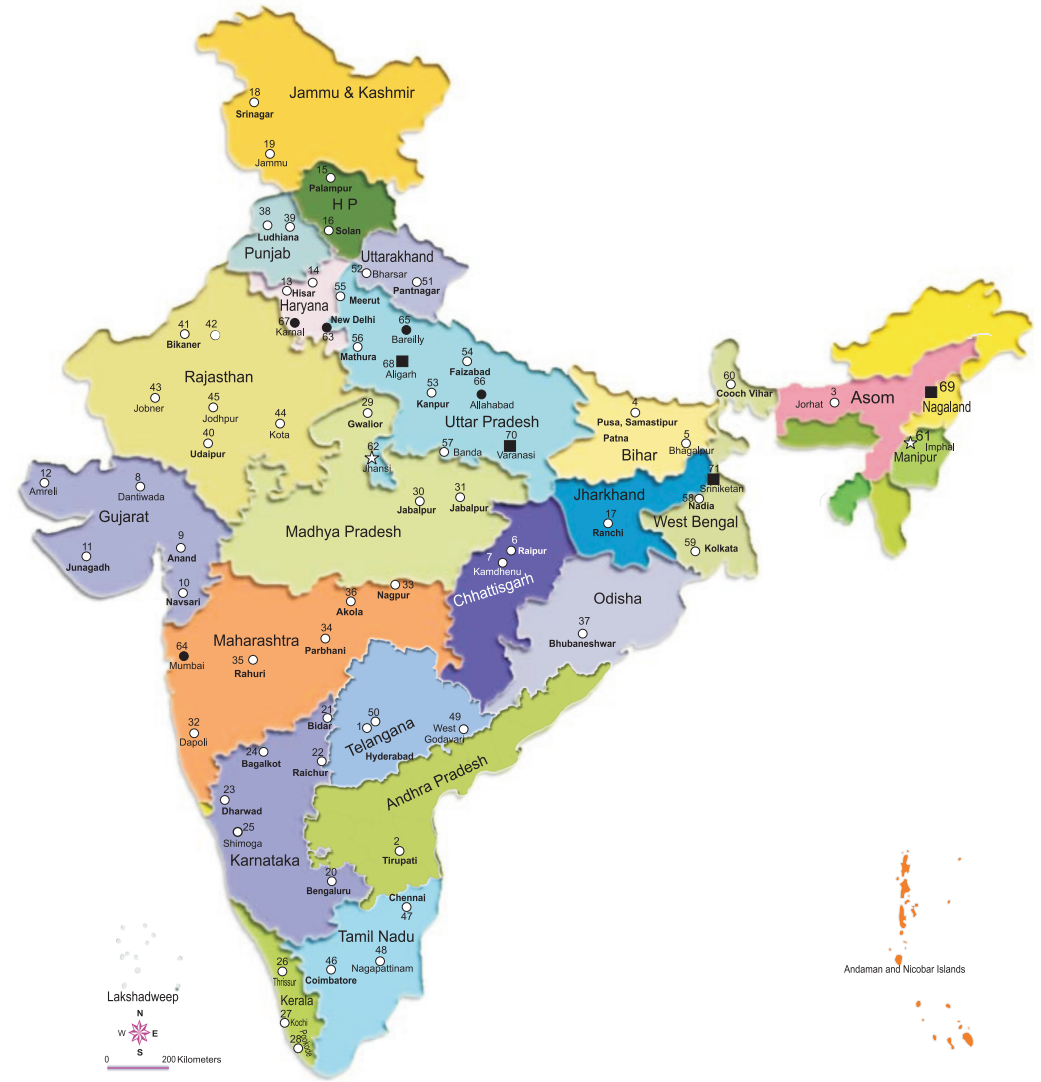 18
Srinagar
Jammu & Kashmir
19
Jammu
15
Palampur
H P
38
39
16
Solan
Ludhiana
Punjab
Uttarakhand
52
Bharsar
51
Pantnagar
14
13
Hisar
55
Meerut
Haryana
67
Karnal
New Delhi
63
65
Bareilly
41
42
Bikaner
56
Mathura
68
Aligarh
54
Faizabad
Rajasthan
43
Jobner
45
Jodhpur
44
Kota
40
Udaipur
29
Gwalior
53
Kanpur
66
Allahabad
Uttar Pradesh
62
Jhansi
57
Banda
70
Varanasi
4
Pusa, Samastipur
Patna
5
Bhagalpur
Bihar
60
Cooch Vihar
3
Jorhat
Asom
69
Nagaland
61
Imphal
Manipur
12
Amreli
8
Dantiwada
Gujarat
11
Junagadh
9
Anand
10
Navsari
30
Jabalpur
31
Jabalpur
Madhya Pradesh
Jharkhand
17
Ranchi
71
Sriniketan
58
Nadia
West Bengal
59
Kolkata
6
Raipur
7
Kamdhenu
Chhattisgarh
Odisha
37
Bhubaneshwar
33
Nagpur
36
Akola
Maharashtra
34
Parbhani
64
Mumbai
35
Rahuri
32
Dapoli
21
Bidar
50
1
Telangana
Hyderabad
49
West
Godavari
24
Bagalkot
22
Raichur
Andhra Pradesh
23
Dharwad
25
Shimoga
Karnataka
2
Tirupati
20
Bengaluru
Chennai
47
Tamil Nadu
48
Nagapattinam
46
Coimbatore
26
Thrissur
Kerala
27
Kochi
28
Andaman and Nicobar Islands
Lakshadweep
N
W
E
S
0
200 Kilometers